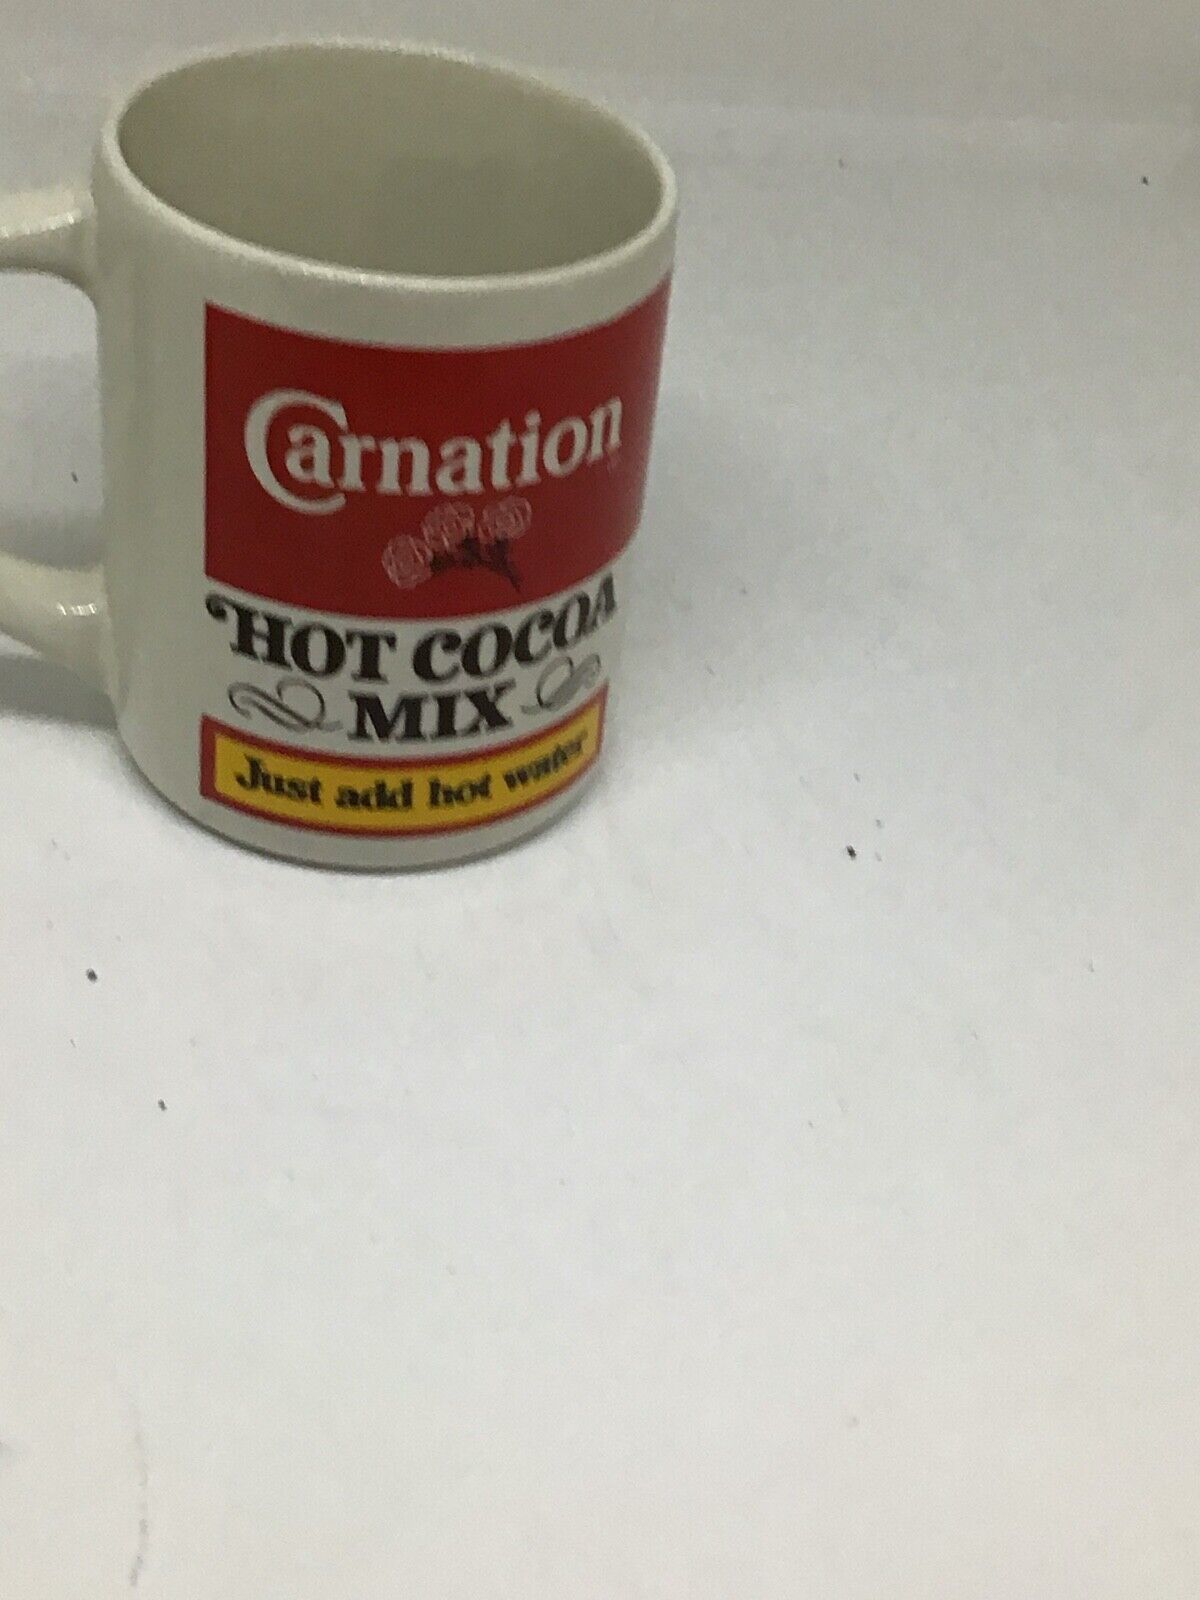 Carnation
HOT COCOA
MIX
Just add hot water